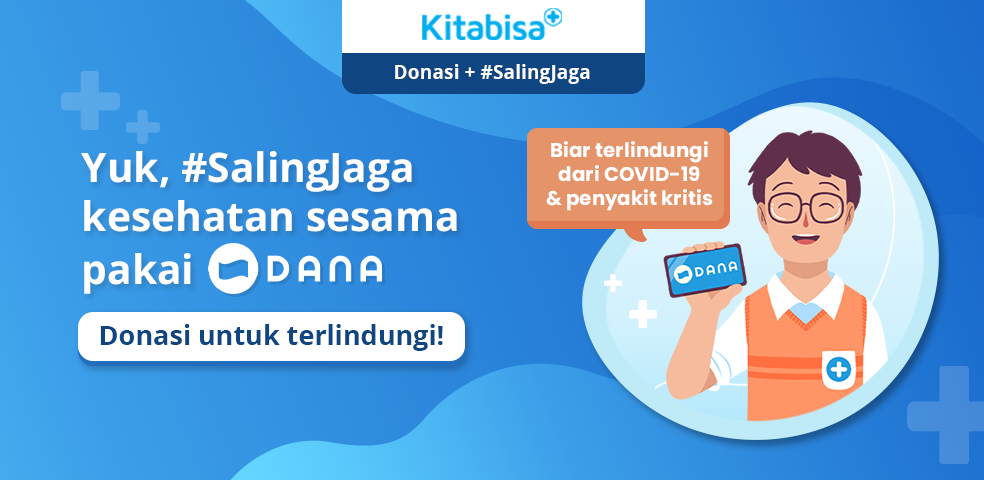 Kitabisa+
Donasi + #SalingJaga
Yuk, #SalingJaga
kesehatan sesama
pakai DANA
Donasi untuk terlindungi!
Biar terlindungi
dari COVID-19
& penyakit kritis
DANA